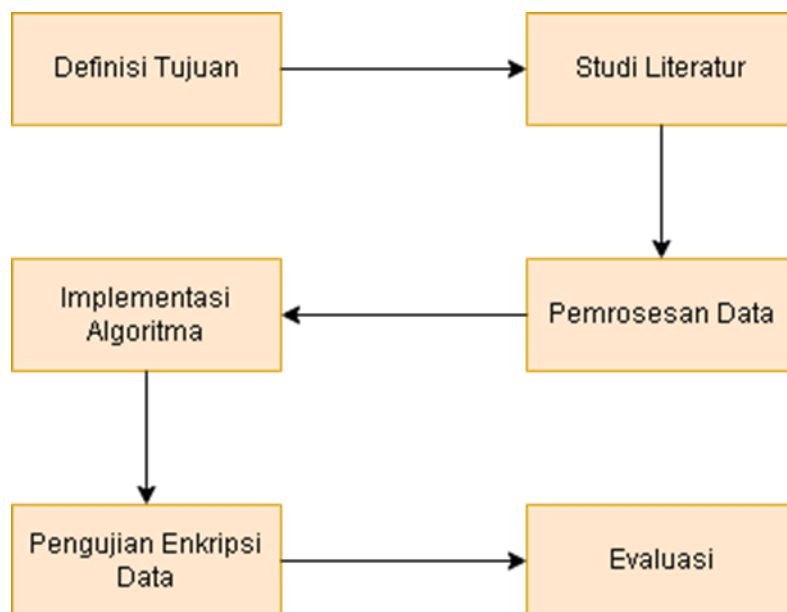 Definisi Tujuan
Studi Literatur
Pemrosesan Data
Implementasi
Algoritma
Pengujian Enkripsi
Data
Evaluasi